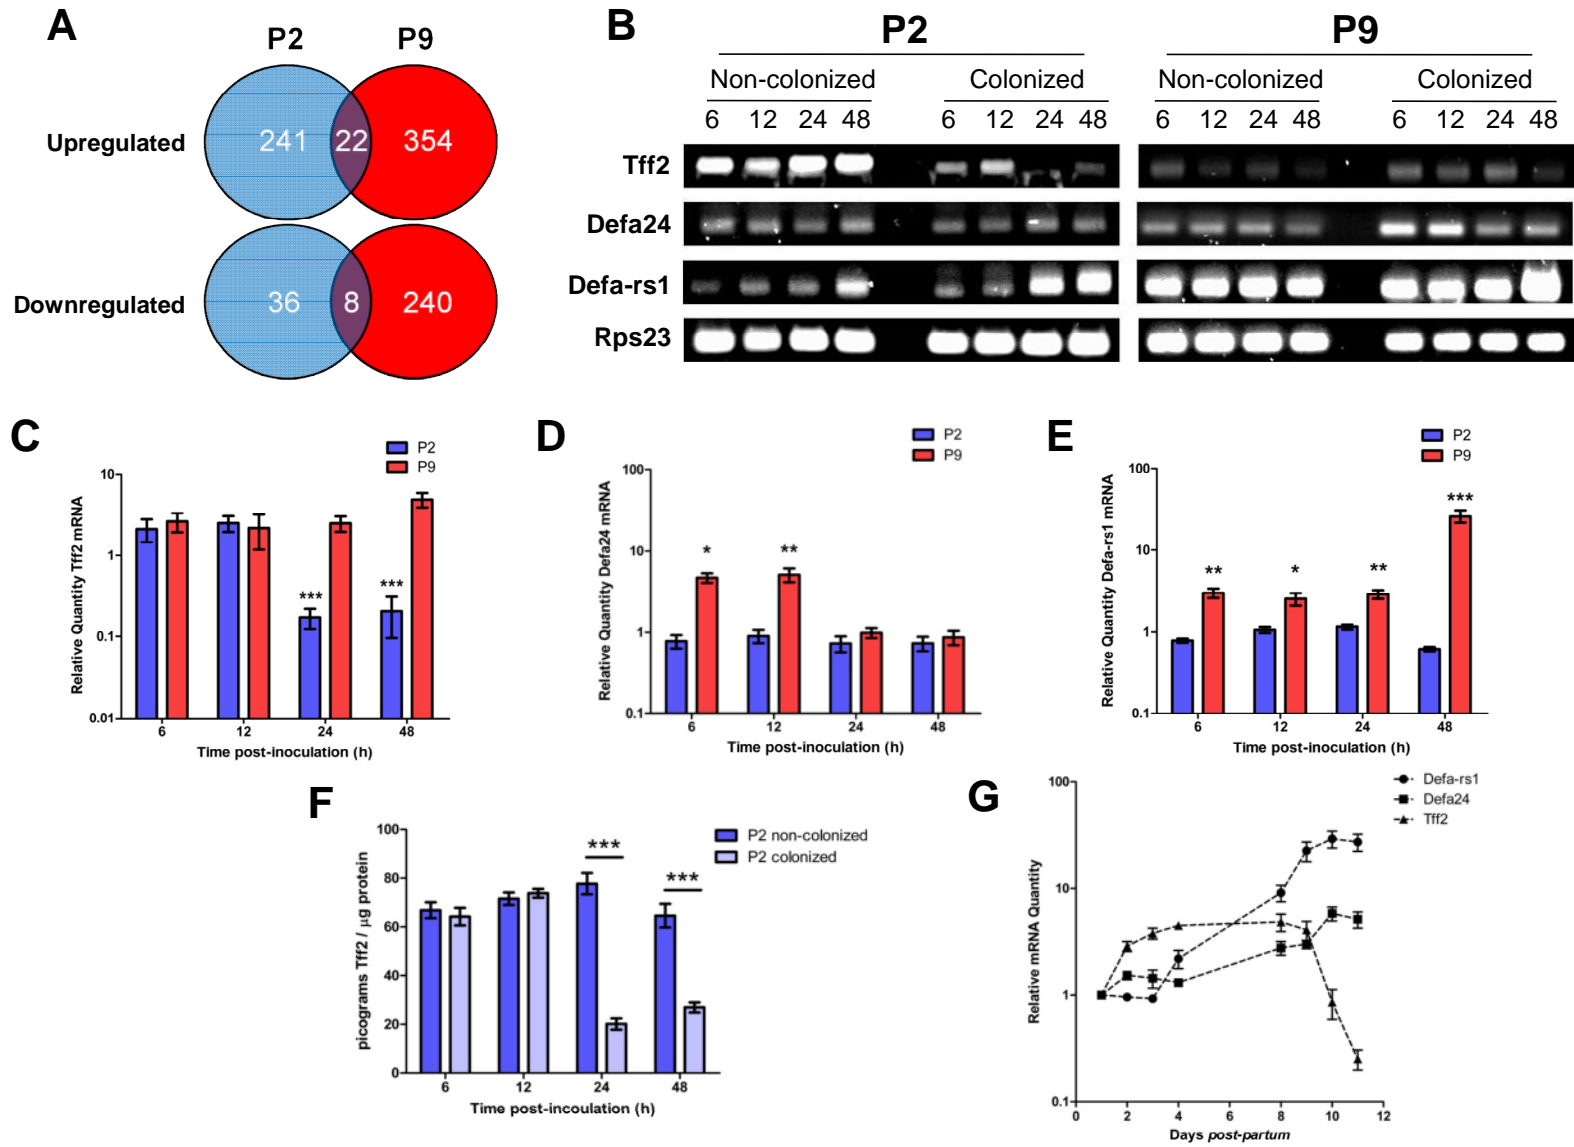 A
P2 P9
Upregulated 241 22 354
Downregulated 36 8 240
B
P2 P9
Non-colonized Colonized Non-colonized Colonized
6 12 24 48 6 12 24 48 6 12 24 48 6 12 24 48
Tff2
Defa24
Defa-rs1
Rps23
C
P2
P9
Relative Quantity Tff2 mRNA
10
1
0.1
0.01
*** ***
6 12 24 48
Time post-inoculation (h)
D
P2
P9
Relative Quantity Defa24 mRNA
100
10
1
0.1
* **
6 12 24 48
Time post-inoculation (h)
E
P2
P9
Relative Quantity Defa-rs1 mRNA
100
10
1
0.1
** * ** ***
6 12 24 48
Time post-inoculation (h)
F
P2 non-colonized
P2 colonized
picograms Tff2 / μg protein
100
80
60
40
20
0
*** ***
6 12 24 48
Time post-incoulation (h)
G
Defa-rs1
Defa24
Tff2
Relative mRNA Quantity
100
10
1
0.1
0 2 4 6 8 10 12
Days post-partum